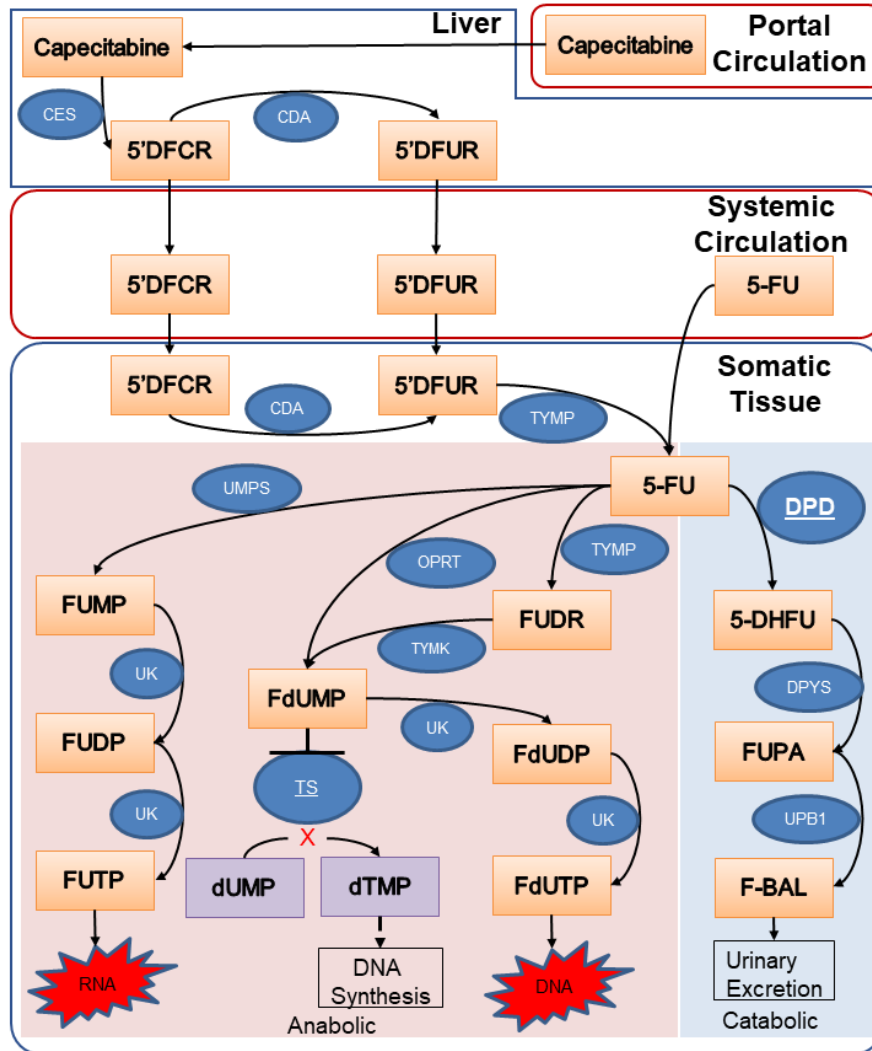 Liver
Portal
Circulation
Capecitabine
Capecitabine
CES
CDA
5'DFCR
5'DFUR
Systemic
Circulation
5'DFCR
5'DFUR
5-FU
Somatic
Tissue
5'DFCR
5'DFUR
CDA
TYMP
5-FU
UMPS
DPD
OPRT
TYMP
FUMP
FUDR
5-DHFU
TYMK
UK
FdUMP
DPYS
UK
FUDP
FdUDP
FUPA
TS
UK
UK
UPB1
X
FUTP
dUMP
dTMP
FdUTP
F-BAL
RNA
DNA
Synthesis
DNA
Urinary
Excretion
Anabolic
Catabolic